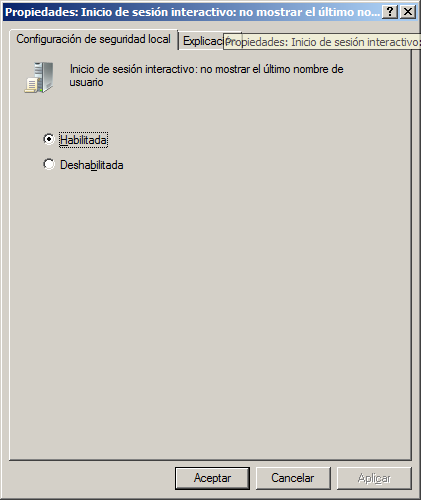 Propiedades: Inicio de sesión interactivo: no mostrar el último no...
Configuración de seguridad local
Explicación
Propiedades: Inicio de sesión interactivo:
Inicio de sesión interactivo: no mostrar el último nombre de
usuario
Habilitada
Deshabilitada
Aceptar
Cancelar
Aplicar